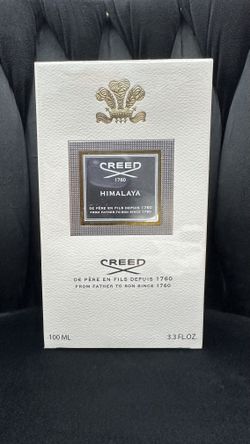 CREED
1760
HIMALAYA
DE PÈRE EN FILS DEPUIS 1760
FROM FATHER TO SON SINCE 1760
CREED
DE PÈRE EN FILS DEPUIS 1760
FROM FATHER TO SON SINCE 1760
100 ML 3.3 FL.OZ.